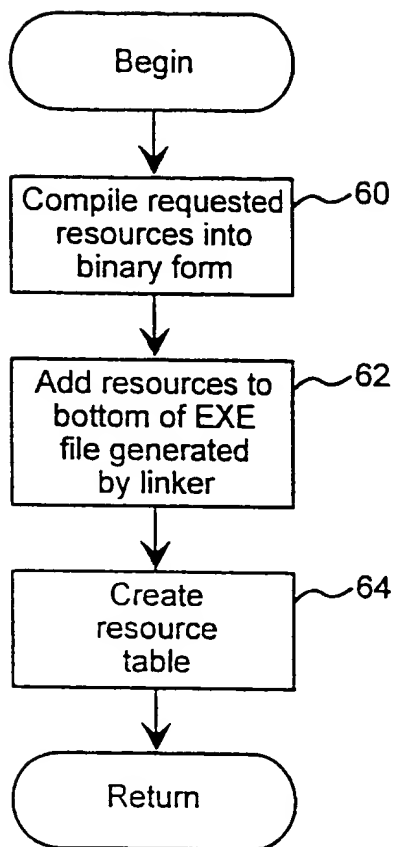 Begin
Compile requested
resources into
binary form
60
Add resources to
bottom of EXE
file generated
by linker
62
Create
resource
table
64
Return